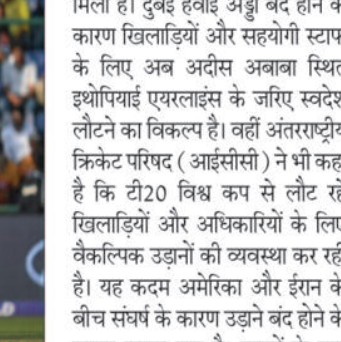 मिली है। दुबई हवाई अड्डा बंद होने के
कारण खिलाड़ियों और सहयोगी स्टाफ
के लिए अब अदीस अबाबा स्थित
इथोपियाई एयरलाइंस के जरिए स्वदेश
लौटने का विकल्प है। वहीं अंतरराष्ट्रीय
क्रिकेट परिषद ( आईसीसी ) ने भी कहा
है कि टी20 विश्व कप से लौट रहे
खिलाड़ियों और अधिकारियों के लिए
वैकल्पिक उड़ानों की व्यवस्था कर रही
है। यह कदम अमेरिका और ईरान के
बीच संघर्ष के कारण उड़ाने बंद होने के